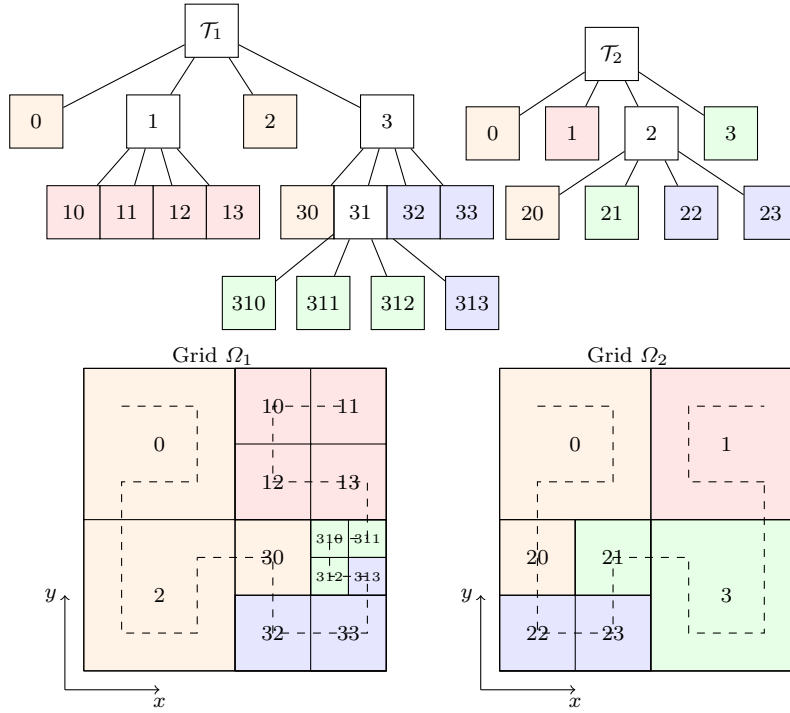 𝒯₁
𝒯₂
0 1 2 3
0 1 2 3
10 11 12 13 30 31 32 33
20 21 22 23
310 311 312 313
Grid Ω₁
Grid Ω₂
10 11
0
12 13
310 311
30
312 313
2
32 33
y
x
0 1
20 21
3
22 23
y
x